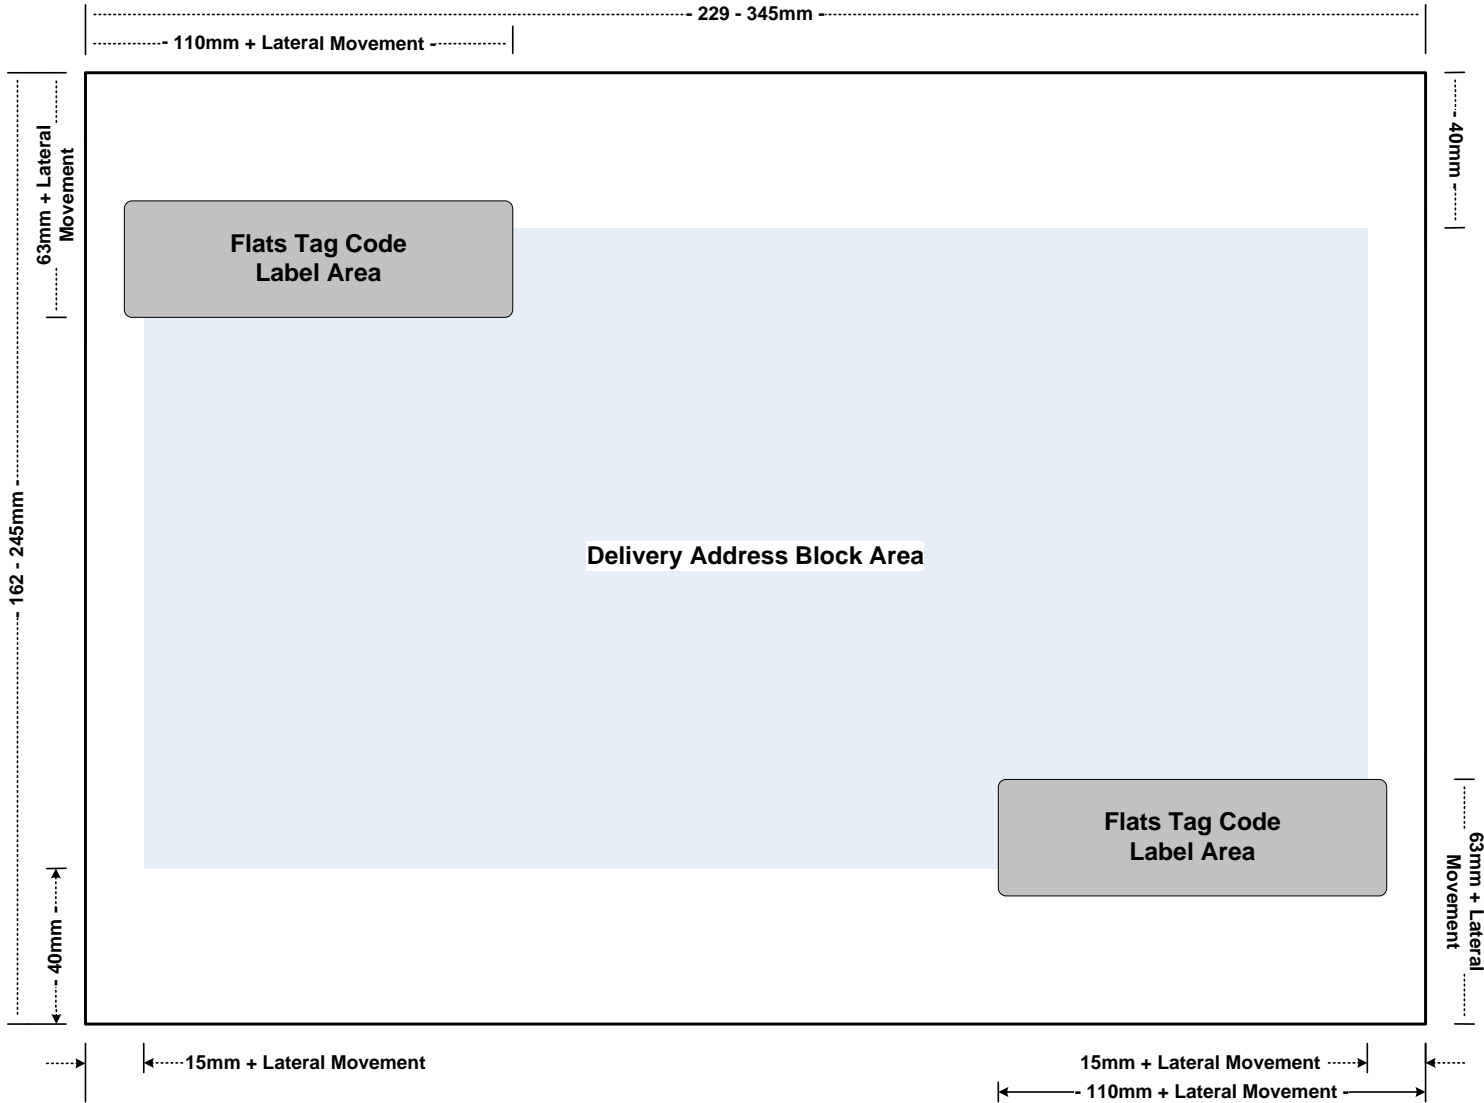 - 229 - 345mm -
- 110mm + Lateral Movement -
63mm + Lateral
Movement
- 40mm -
Flats Tag Code
Label Area
- 162 - 245mm -
Delivery Address Block Area
Flats Tag Code
Label Area
63mm + Lateral
Movement
- 40mm -
15mm + Lateral Movement
15mm + Lateral Movement
- 110mm + Lateral Movement -